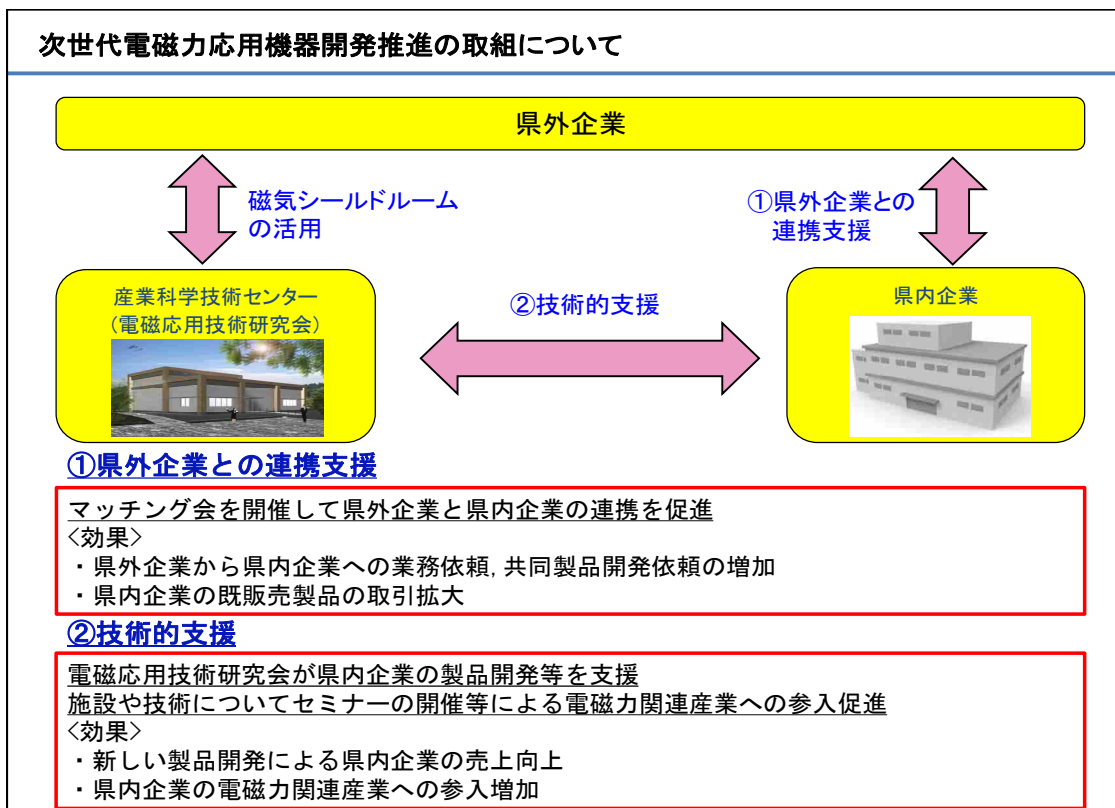 次世代電磁力応用機器開発推進の取組について
県外企業
磁気シールドルーム
の活用
①県外企業との
連携支援
産業科学技術センター
(電磁応用技術研究会)
②技術的支援
県内企業
①県外企業との連携支援
マッチング会を開催して県外企業と県内企業の連携を促進
<効果>
・県外企業から県内企業への業務依頼,共同製品開発依頼の増加
・県内企業の既販売製品の取引拡大
②技術的支援
電磁応用技術研究会が県内企業の製品開発等を支援
施設や技術についてセミナーの開催等による電磁力関連産業への参入促進
<効果>
・新しい製品開発による県内企業の売上向上
・県内企業の電磁力関連産業への参入増加